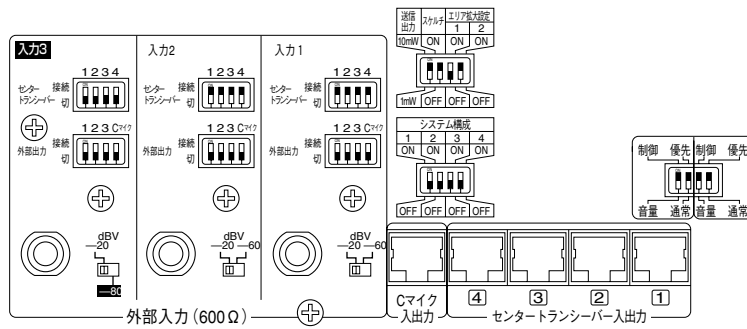 入力3
1234
センター
トランシーバー
接続
切
123Cマイク
外部出力
接続
切
dBV
—20
—80
入力2
1234
センター
トランシーバー
接続
切
123Cマイク
外部出力
接続
切
dBV
—20 —60
入力1
1234
センター
トランシーバー
接続
切
123Cマイク
外部出力
接続
切
dBV
—20 —60
外部入力(600Ω)
送信出力 スケルチ エリア拡大設定
1 2
10mW ON ON ON
ON
1mW OFF OFF OFF
システム構成
1 2 3 4
ON ON ON ON
OFF OFF OFF OFF
Cマイク
入出力
4 3 2 1
センタートランシーバー入出力
制御 優先 制御 優先
音量 通常 音量 通常